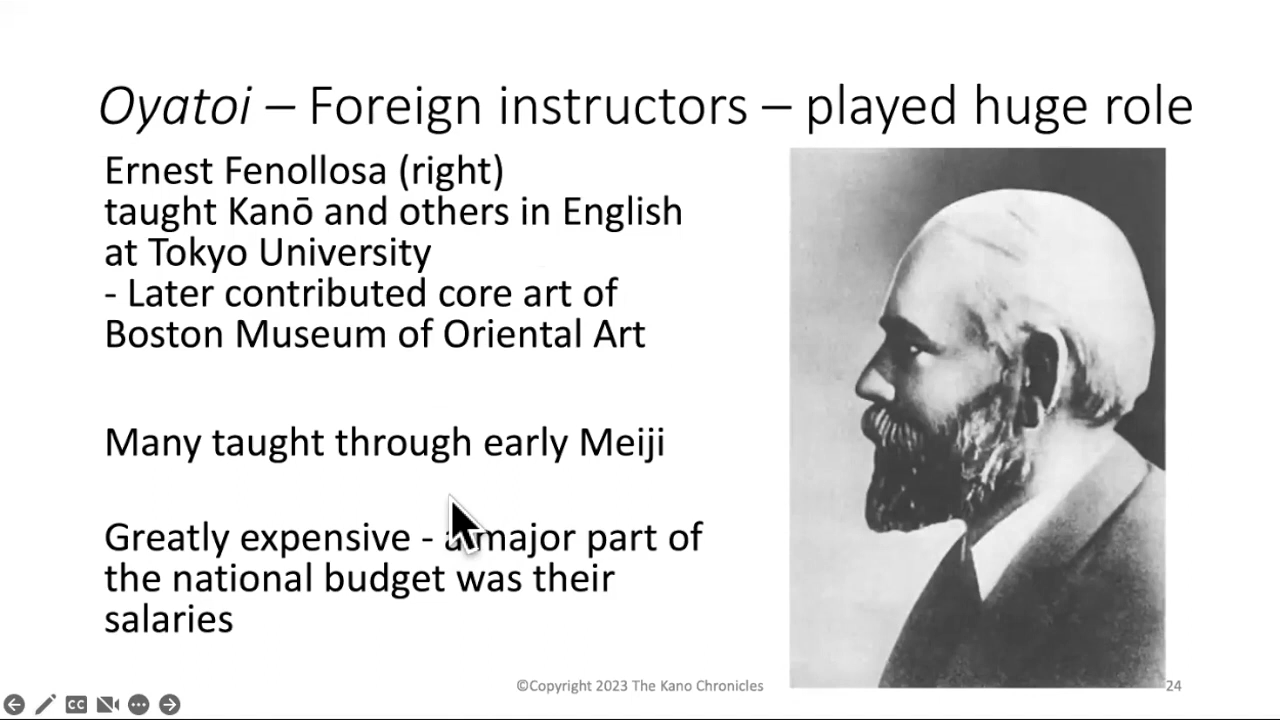 Oyatoi – Foreign instructors – played huge role
Ernest Fenollosa (right)
taught Kanō and others in English
at Tokyo University
- Later contributed core art of
Boston Museum of Oriental Art
Many taught through early Meiji
Greatly expensive - a major part of
the national budget was their
salaries
©Copyright 2023 The Kano Chronicles
24
CC